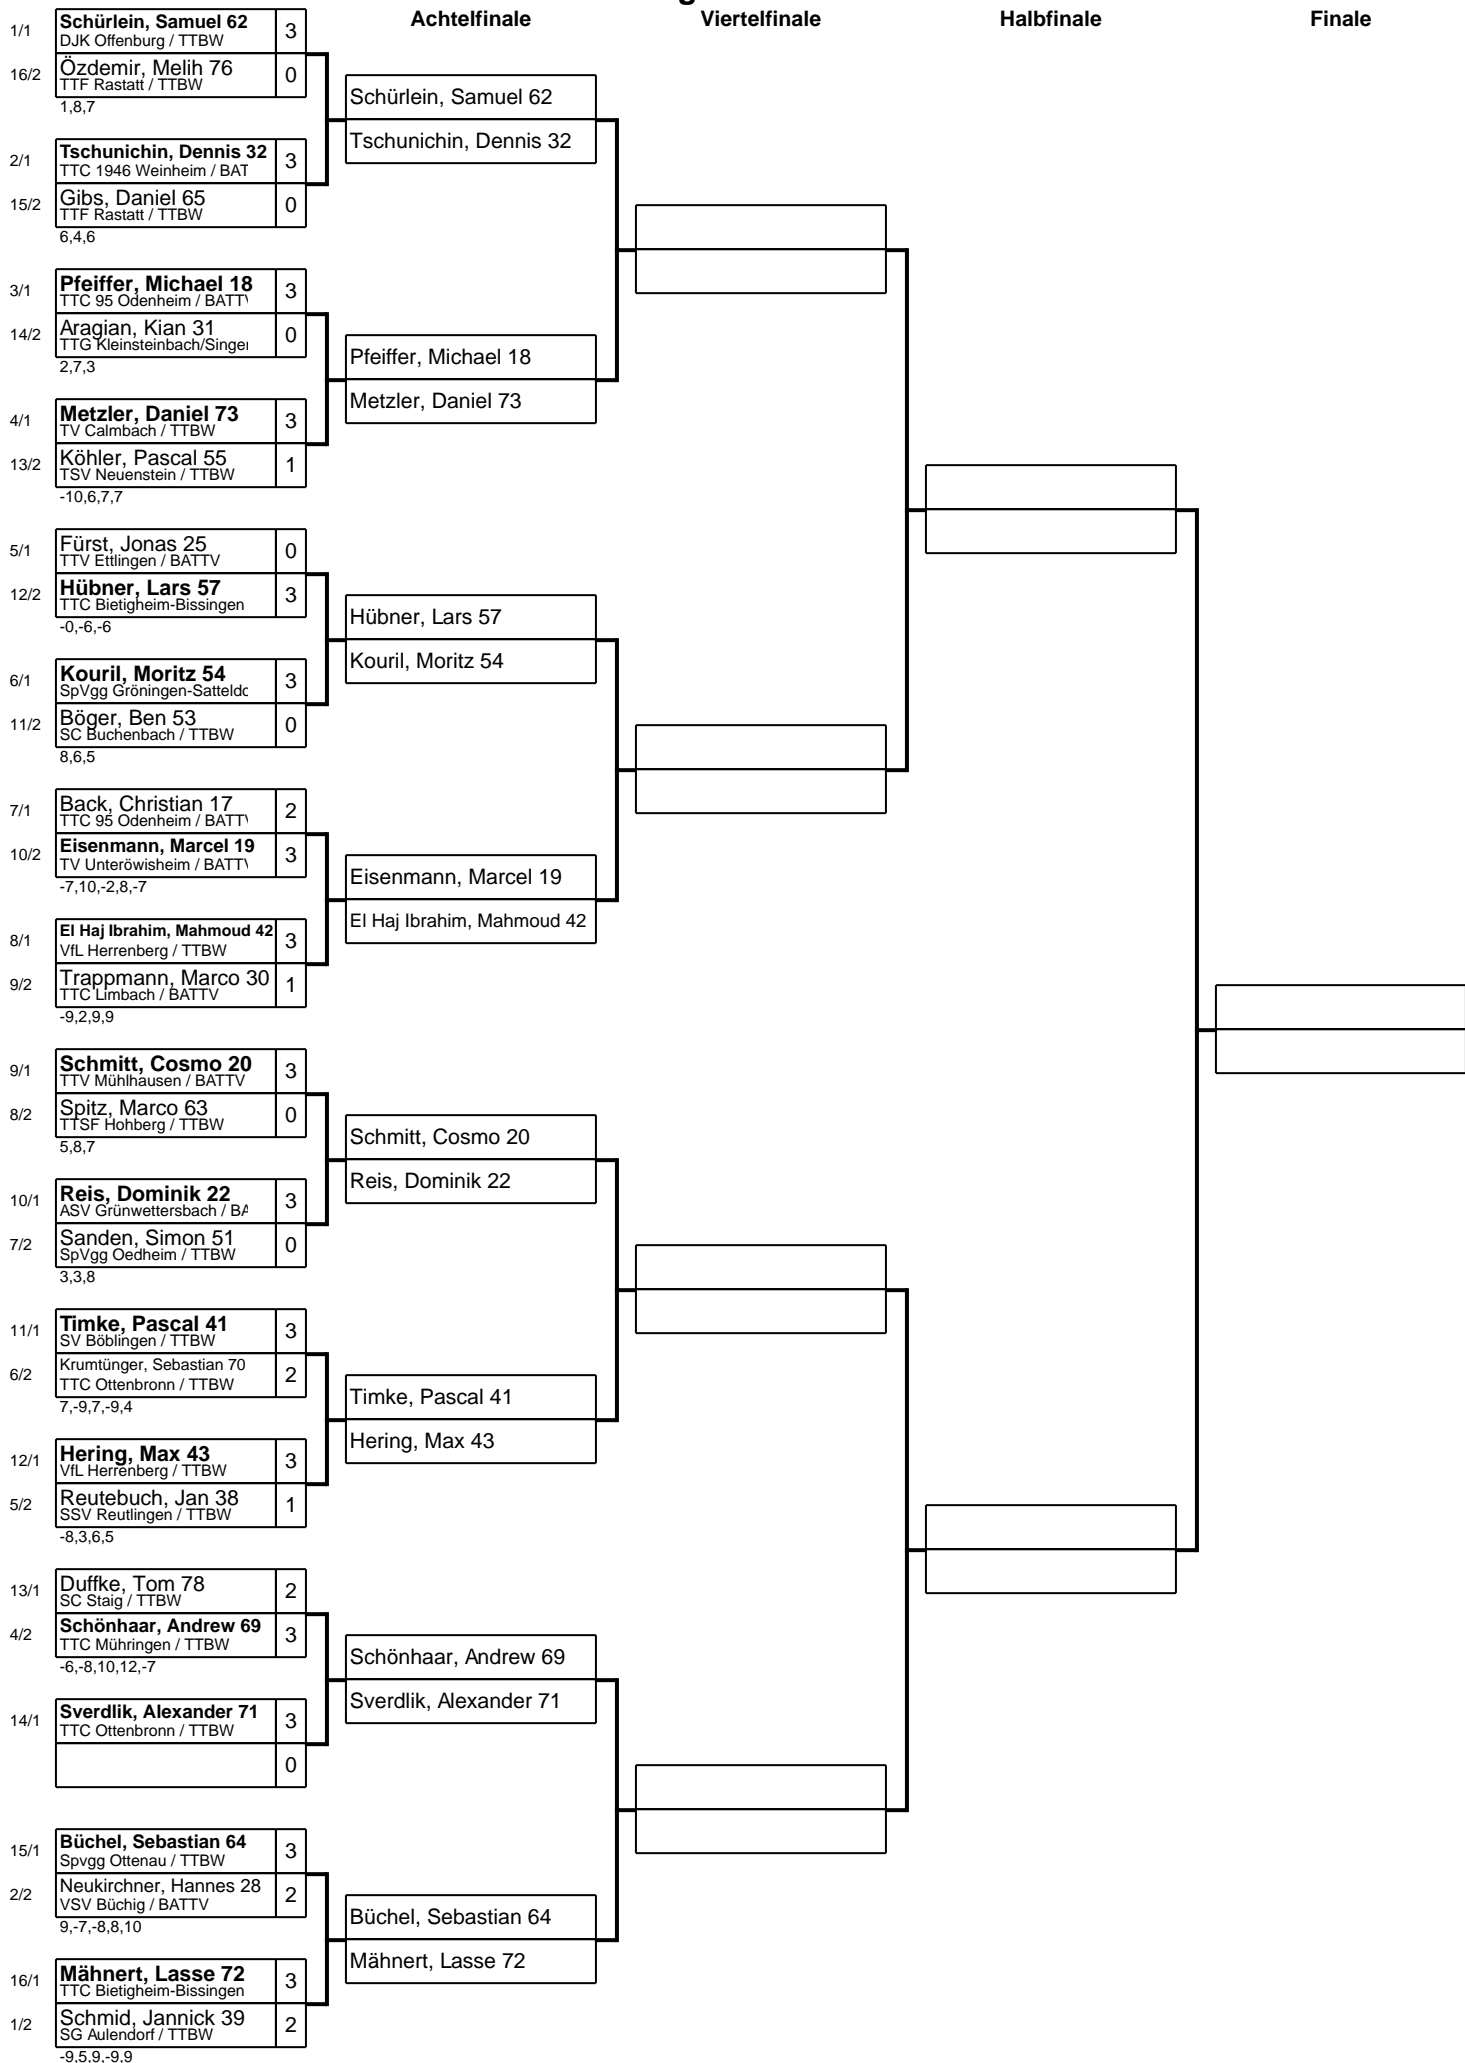 Achtelfinale
Viertelfinale
Halbfinale
Finale
1/1
Schürlein, Samuel 62
3
DJK Offenburg / TTBW
16/2
Özdemir, Melih 76
0
TTF Rastatt / TTBW
1,8,7
2/1
Tschunichin, Dennis 32
3
TTC 1946 Weinheim / BAT
15/2
Gibs, Daniel 65
0
TTF Rastatt / TTBW
6,4,6
3/1
Pfeiffer, Michael 18
3
TTC 95 Odenheim / BATT
14/2
Aragian, Kian 31
0
TTG Kleinsteinbach/Singe
2,7,3
4/1
Metzler, Daniel 73
3
TV Calmbach / TTBW
13/2
Köhler, Pascal 55
1
TSV Neuenstein / TTBW
-10,6,7,7
5/1
Fürst, Jonas 25
0
TTV Ettlingen / BATTV
12/2
Hübner, Lars 57
3
TTC Bietigheim-Bissingen
-0,-6,-6
6/1
Kouril, Moritz 54
3
SpVgg Gröningen-Satteldo
11/2
Böger, Ben 53
0
SC Buchenbach / TTBW
8,6,5
7/1
Back, Christian 17
2
TTC 95 Odenheim / BATT
10/2
Eisenmann, Marcel 19
3
TV Unteröwisheim / BATT
-7,10,-2,8,-7
8/1
El Haj Ibrahim, Mahmoud 42
3
VfL Herrenberg / TTBW
9/2
Trappmann, Marco 30
1
TTC Limbach / BATTV
-9,2,9,9
9/1
Schmitt, Cosmo 20
3
TTV Mühlhausen / BATTV
8/2
Spitz, Marco 63
0
TTSF Hohberg / TTBW
5,8,7
10/1
Reis, Dominik 22
3
ASV Grünwettersbach / BA
7/2
Sanden, Simon 51
0
SpVgg Oedheim / TTBW
3,3,8
11/1
Timke, Pascal 41
3
SV Böblingen / TTBW
6/2
Krumtünger, Sebastian 70
2
TTC Ottenbronn / TTBW
7,-9,7,-9,4
12/1
Hering, Max 43
3
VfL Herrenberg / TTBW
5/2
Reutebuch, Jan 38
1
SSV Reutlingen / TTBW
-8,3,6,5
13/1
Duffke, Tom 78
2
SC Staig / TTBW
4/2
Schönhaar, Andrew 69
3
TTC Mühringen / TTBW
-6,-8,10,12,-7
14/1
Sverdlik, Alexander 71
3
TTC Ottenbronn / TTBW
0
15/1
Büchel, Sebastian 64
3
Spvgg Ottenau / TTBW
2/2
Neukirchner, Hannes 28
2
VSV Büchig / BATTV
9,-7,-8,8,10
16/1
Mähnert, Lasse 72
3
TTC Bietigheim-Bissingen
1/2
Schmid, Jannick 39
2
SG Aulendorf / TTBW
-9,5,9,-9,9
Schürlein, Samuel 62
Tschunichin, Dennis 32
Pfeiffer, Michael 18
Metzler, Daniel 73
Hübner, Lars 57
Kouril, Moritz 54
Eisenmann, Marcel 19
El Haj Ibrahim, Mahmoud 42
Schmitt, Cosmo 20
Reis, Dominik 22
Timke, Pascal 41
Hering, Max 43
Schönhaar, Andrew 69
Sverdlik, Alexander 71
Büchel, Sebastian 64
Mähnert, Lasse 72